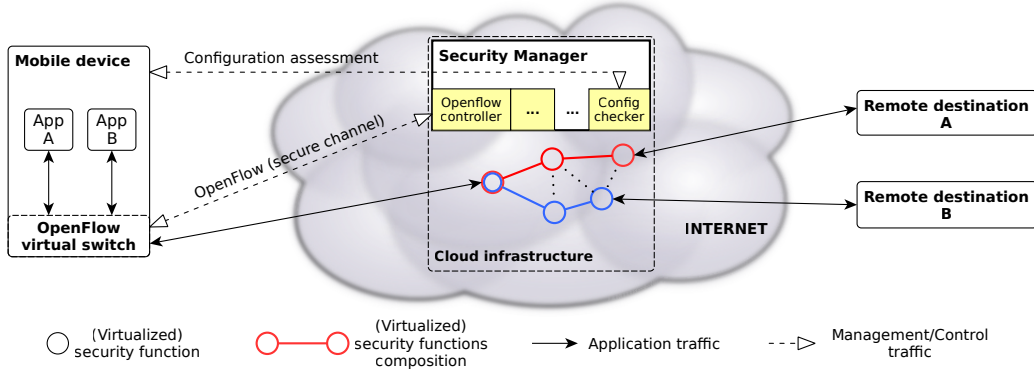 Mobile device
Configuration assessment
Security Manager
App
A
App
B
Openflow
controller
...
...
Config
checker
Remote destination
A
OpenFlow (secure channel)
Remote destination
B
OpenFlow
virtual switch
INTERNET
Cloud infrastructure
(Virtualized)
security function
(Virtualized)
security functions
composition
Application traffic
Management/Control
traffic